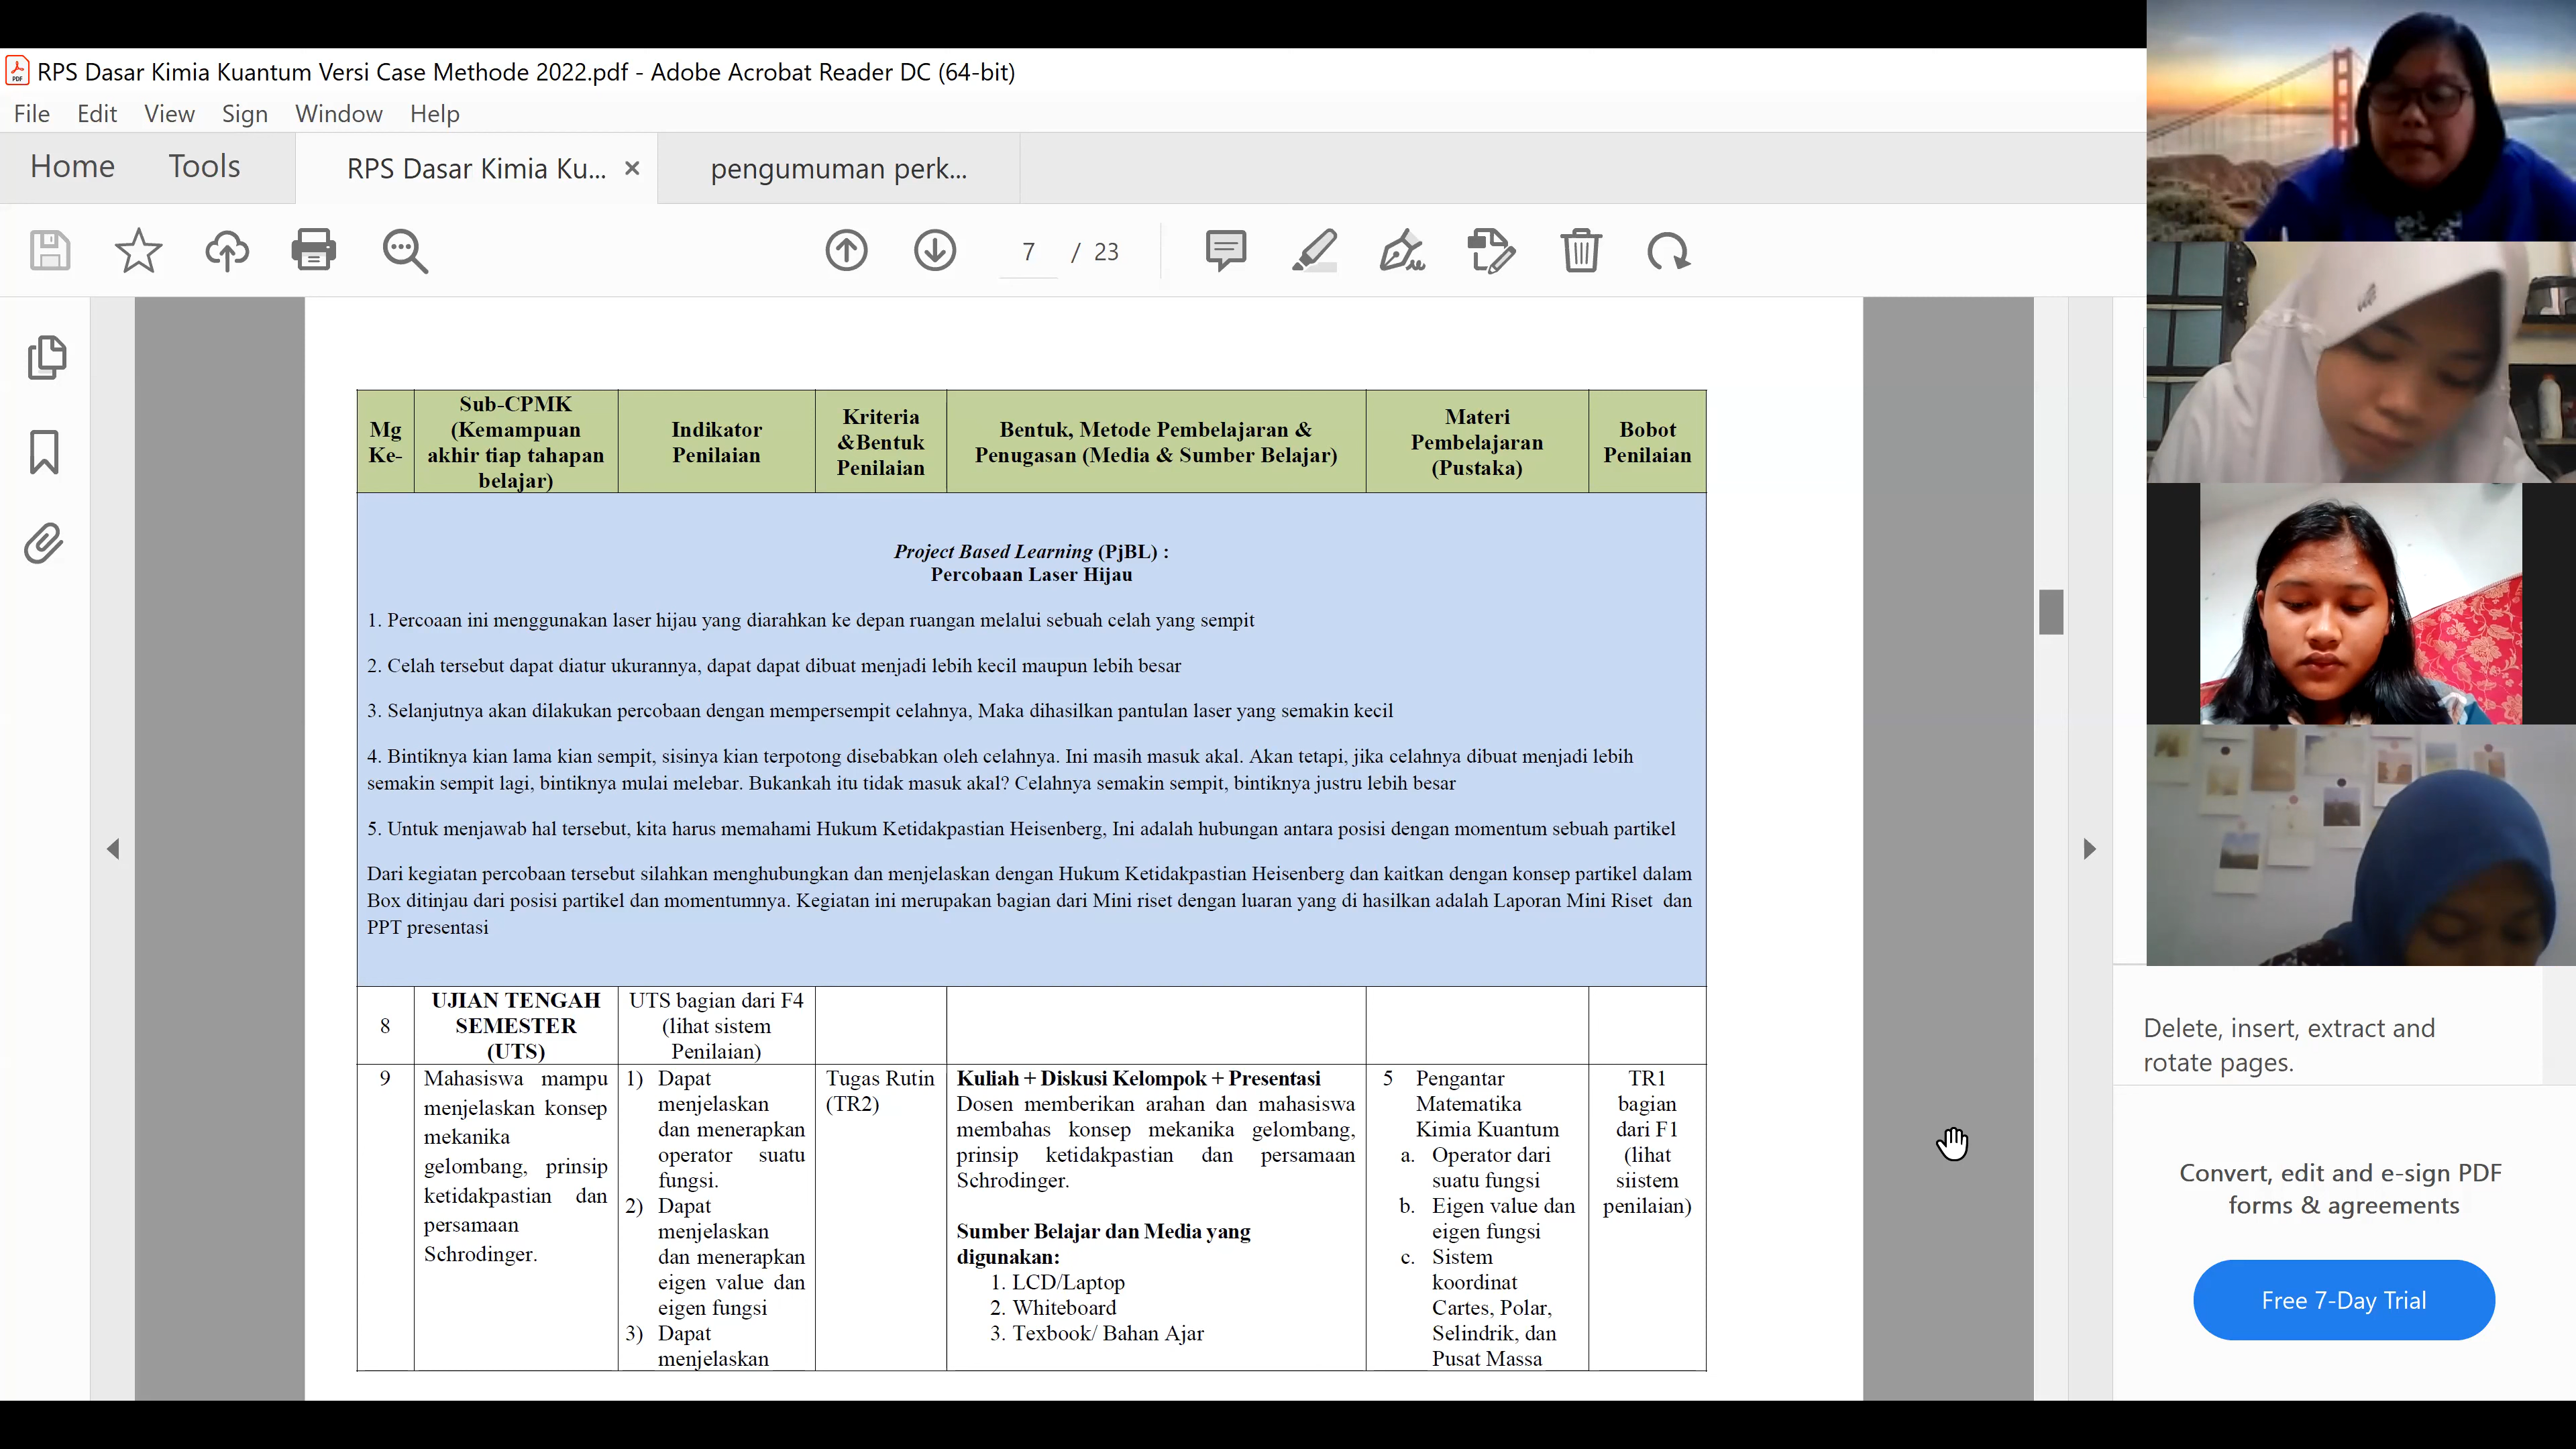 RPS Dasar Kimia Kuantum Versi Case Methode 2022.pdf - Adobe Acrobat Reader DC (64-bit)
File Edit View Sign Window Help
Home Tools RPS Dasar Kimia Ku... × pengumuman perk...
7 / 23
Mg Ke-
Sub-CPMK
(Kemampuan
akhir tiap tahapan
belajar)
Indikator
Penilaian
Kriteria
&Bentuk
Penilaian
Bentuk, Metode Pembelajaran &
Penugasan (Media & Sumber Belajar)
Materi
Pembelajaran
(Pustaka)
Bobot
Penilaian
Project Based Learning (PjBL) :
Percobaan Laser Hijau
1. Percoaan ini menggunakan laser hijau yang diarahkan ke depan ruangan melalui sebuah celah yang sempit
2. Celah tersebut dapat diatur ukurannya, dapat dapat dibuat menjadi lebih kecil maupun lebih besar
3. Selanjutnya akan dilakukan percobaan dengan mempersempit celahnya, Maka dihasilkan pantulan laser yang semakin kecil
4. Bintiknya kian lama kian sempit, sisinya kian terpotong disebabkan oleh celahnya. Ini masih masuk akal. Akan tetapi, jika celahnya dibuat menjadi lebih
semakin sempit lagi, bintiknya mulai melebar. Bukankah itu tidak masuk akal? Celahnya semakin sempit, bintiknya justru lebih besar
5. Untuk menjawab hal tersebut, kita harus memahami Hukum Ketidakpastian Heisenberg, Ini adalah hubungan antara posisi dengan momentum sebuah partikel
Dari kegiatan percobaan tersebut silahkan menghubungkan dan menjelaskan dengan Hukum Ketidakpastian Heisenberg dan kaitkan dengan konsep partikel dalam
Box ditinjau dari posisi partikel dan momentumnya. Kegiatan ini merupakan bagian dari Mini riset dengan luaran yang di hasilkan adalah Laporan Mini Riset dan
PPT presentasi
8
UJIAN TENGAH
SEMESTER
(UTS)
UTS bagian dari F4
(lihat sistem
Penilaian)
9
Mahasiswa mampu
menjelaskan konsep
mekanika
gelombang, prinsip
ketidakpastian dan
persamaan
Schrodinger.
1) Dapat
menjelaskan
dan menerapkan
operator suatu
fungsi.
2) Dapat
menjelaskan
dan menerapkan
eigen value dan
eigen fungsi
3) Dapat
menjelaskan
Tugas Rutin
(TR2)
Kuliah + Diskusi Kelompok + Presentasi
Dosen memberikan arahan dan mahasiswa
membahas konsep mekanika gelombang,
prinsip ketidakpastian dan persamaan
Schrodinger.
Sumber Belajar dan Media yang
digunakan:
1. LCD/Laptop
2. Whiteboard
3. Texbook/ Bahan Ajar
5 Pengantar
Matematika
Kimia Kuantum
a. Operator dari
suatu fungsi
b. Eigen value dan
eigen fungsi
c. Sistem
koordinat
Cartes, Polar,
Selindrik, dan
Pusat Massa
TR1
bagian
dari F1
(lihat
siistem
penilaian)
Delete, insert, extract and
rotate pages.
Convert, edit and e-sign PDF
forms & agreements
Free 7-Day Trial